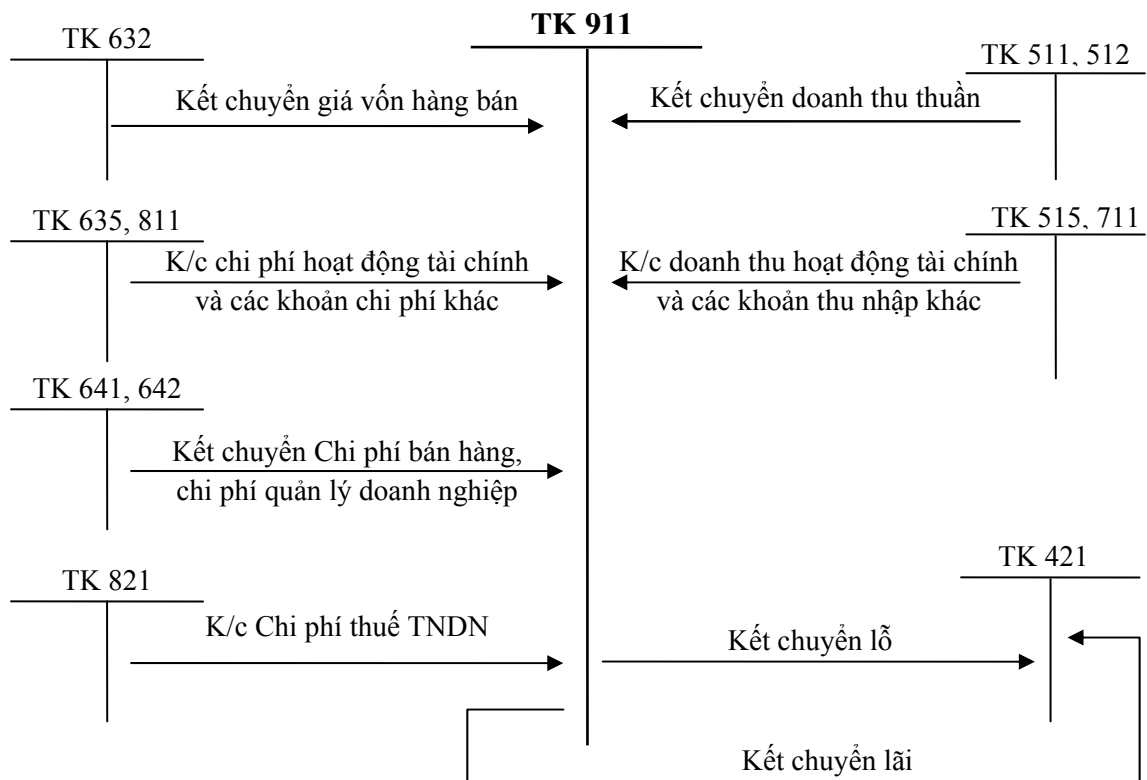 TK 911
TK 632
TK 511, 512
Kết chuyển giá vốn hàng bán
Kết chuyển doanh thu thuần
TK 635, 811
TK 515, 711
K/c chi phí hoạt động tài chính
và các khoản chi phí khác
K/c doanh thu hoạt động tài chính
và các khoản thu nhập khác
TK 641, 642
Kết chuyển Chi phí bán hàng,
chi phí quản lý doanh nghiệp
TK 821
TK 421
K/c Chi phí thuế TNDN
Kết chuyển lỗ
Kết chuyển lãi